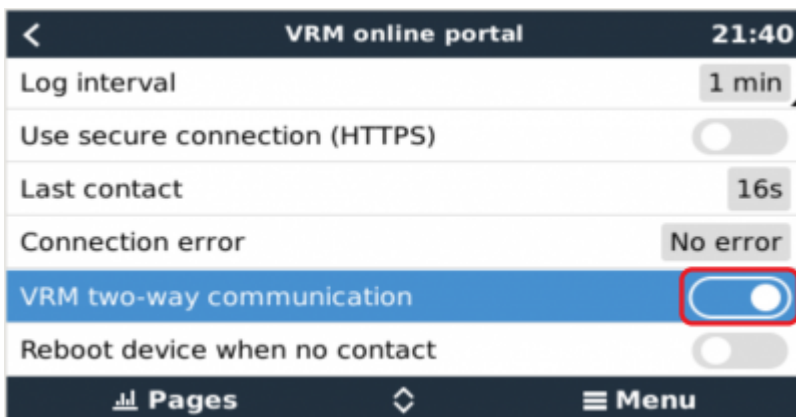 VRM online portal 21:40
Log interval 1 min
Use secure connection (HTTPS)
Last contact 16s
Connection error No error
VRM two-way communication
Reboot device when no contact
Pages Menu